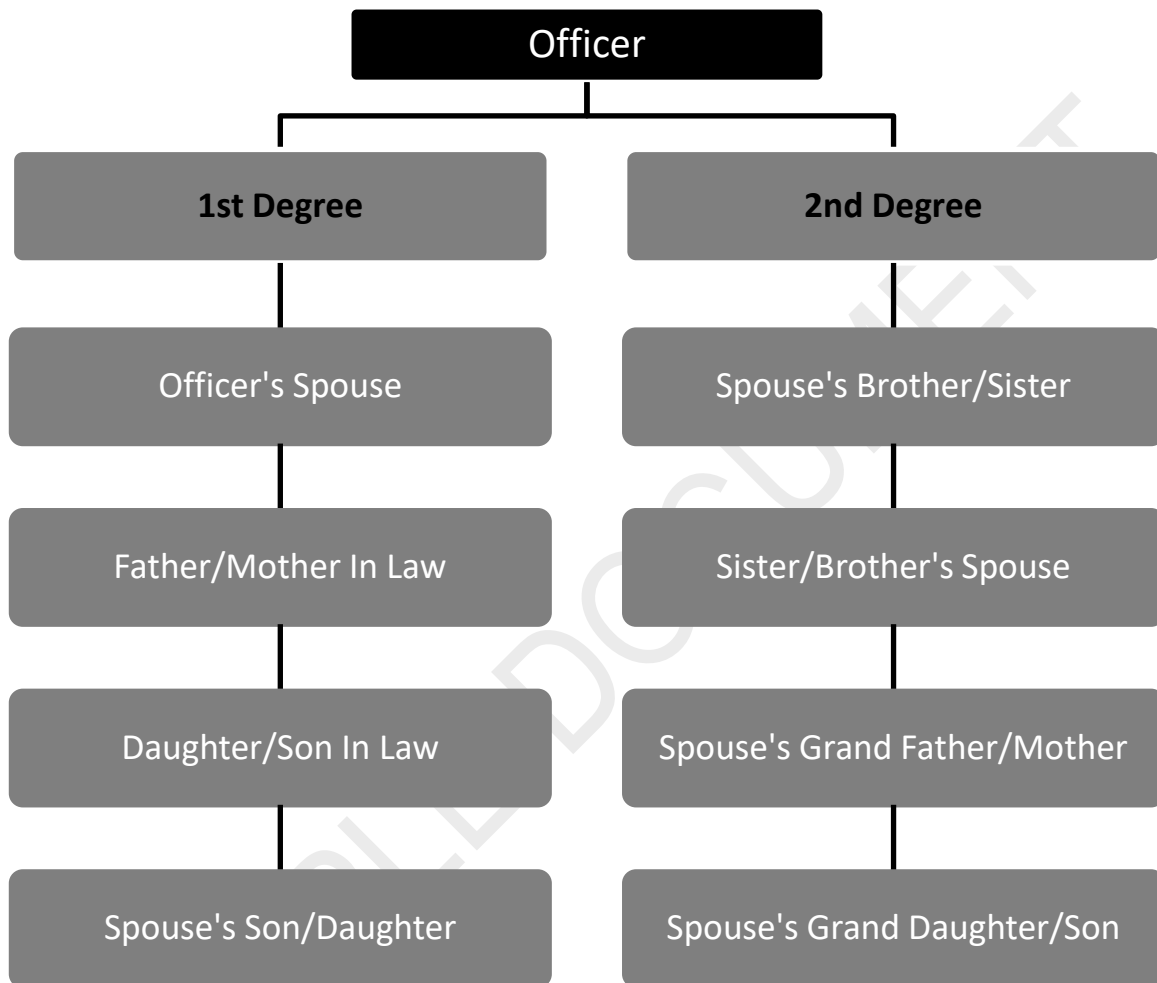 Officer
1st Degree
2nd Degree
Officer's Spouse
Spouse's Brother/Sister
Father/Mother In Law
Sister/Brother's Spouse
Daughter/Son In Law
Spouse's Grand Father/Mother
Spouse's Son/Daughter
Spouse's Grand Daughter/Son